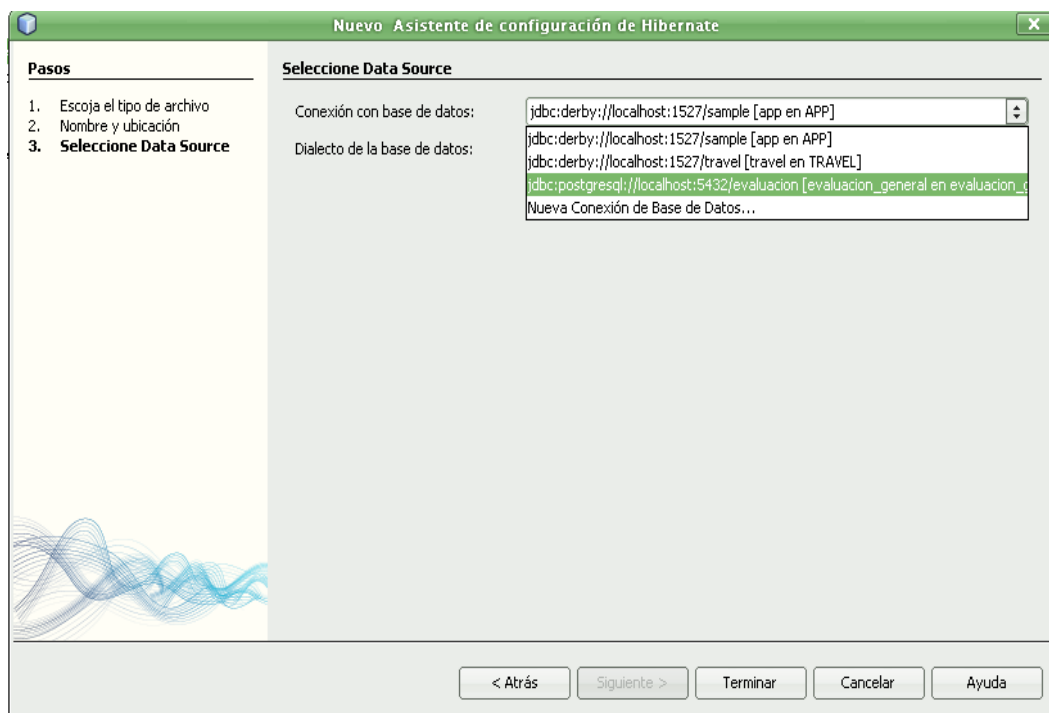 Nuevo Asistente de configuración de Hibernate
Pasos
1. Escoja el tipo de archivo
2. Nombre y ubicación
3. Seleccione Data Source
Seleccione Data Source
Conexión con base de datos:
jdbc:derby://localhost:1527/sample [app en APP]
Dialecto de la base de datos:
jdbc:derby://localhost:1527/sample [app en APP]
jdbc:derby://localhost:1527/travel [travel en TRAVEL]
jdbc:postgresql://localhost:5432/evaluacion [evaluacion_general en evaluacion_g
Nueva Conexión de Base de Datos...
< Atrás
Siguiente >
Terminar
Cancelar
Ayuda